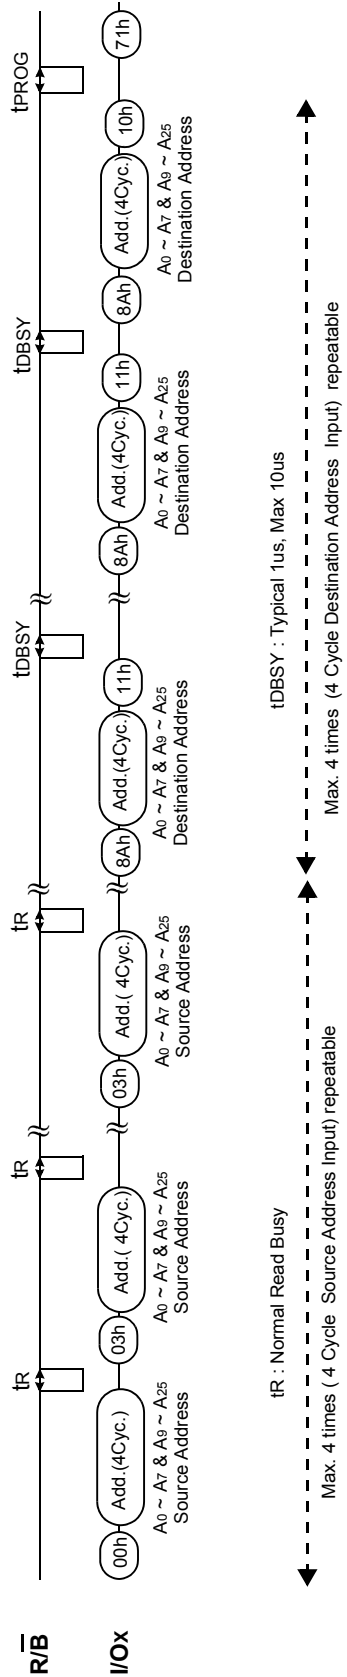 R/B tR tR tR tDBSY tDBSY tPROG
I/Ox 00h Add.(4Cyc.) 03h Add.( 4Cyc.) 03h Add.( 4Cyc.) 8Ah Add.(4Cyc.) 11h 8Ah Add.(4Cyc.) 11h 8Ah Add.(4Cyc.) 10h 71h
A0 ~ A7 & A9 ~ A25
Source Address
A0 ~ A7 & A9 ~ A25
Source Address
A0 ~ A7 & A9 ~ A25
Source Address
A0 ~ A7 & A9 ~ A25
Destination Address
A0 ~ A7 & A9 ~ A25
Destination Address
A0 ~ A7 & A9 ~ A25
Destination Address
tR : Normal Read Busy
tDBSY : Typical 1us, Max 10us
Max. 4 times ( 4 Cycle Source Address Input) repeatable
Max. 4 times (4 Cycle Destination Address Input) repeatable